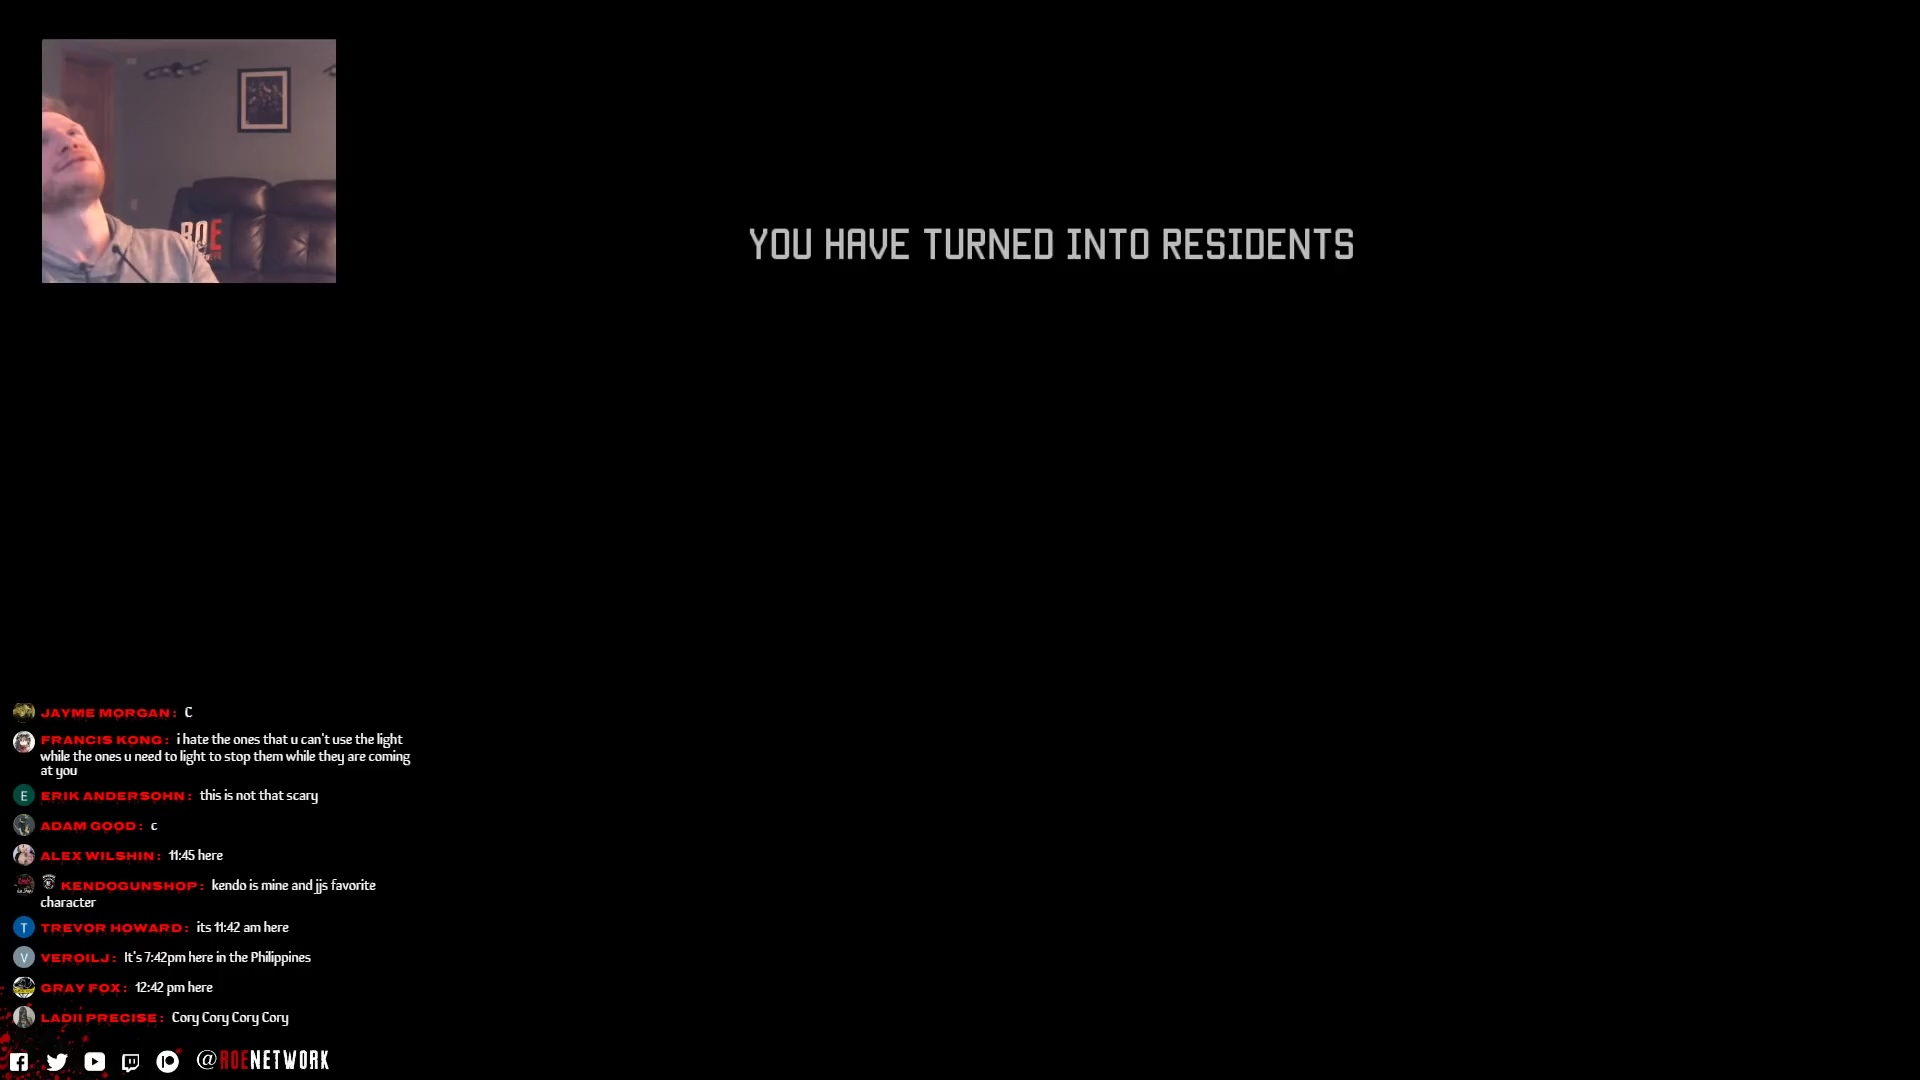 ROE
YOU HAVE TURNED INTO RESIDENTS
JAYME MORGAN: C
FRANCIS KONG: i hate the ones that u can't use the light
while the ones u need to light to stop them while they are coming
at you
E ERIK ANDERSOHN: this is not that scary
ADAM GOOD: c
ALEX WILSHIN: 11:45 here
KENDOGUNSHOP: kendo is mine and jjs favorite
character
T TREVOR HOWARD: its 11:42 am here
V VEROILJ: It's 7:42pm here in the Philippines
GRAY FOX: 12:42 pm here
LADII PRECISE: Cory Cory Cory Cory
@ROENETWORK